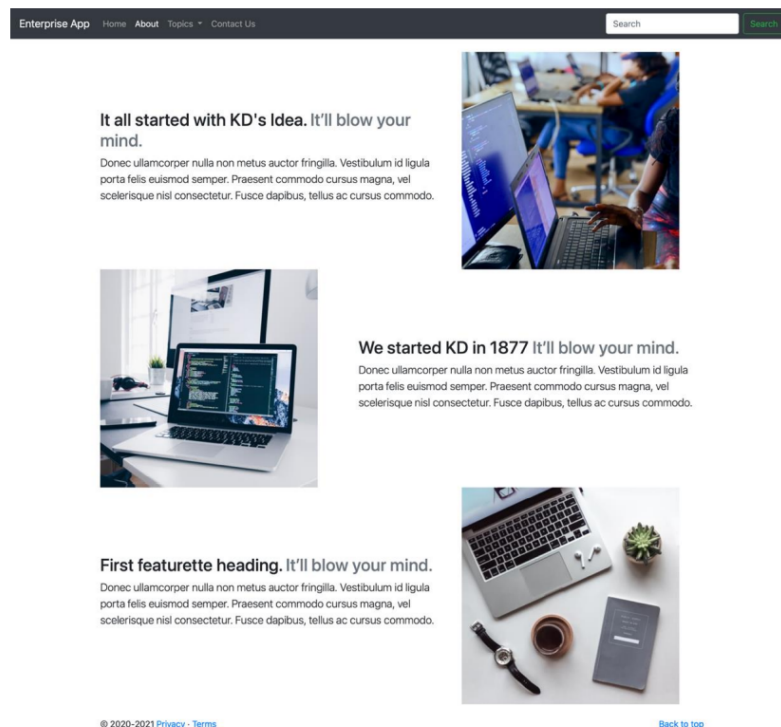 Enterprise App Home About Topics Contact Us Search Search
It all started with KD's Idea. It'll blow your
mind.
Donec ullamcorper nulla non metus auctor fringilla. Vestibulum id ligula
porta felis euismod semper. Praesent commodo cursus magna, vel
scelerisque nisl consectetur. Fusce dapibus, tellus ac cursus commodo.
We started KD in 1877 It'll blow your mind.
Donec ullamcorper nulla non metus auctor fringilla. Vestibulum id ligula
porta felis euismod semper. Praesent commodo cursus magna, vel
scelerisque nisl consectetur. Fusce dapibus, tellus ac cursus commodo.
First featurette heading. It'll blow your mind.
Donec ullamcorper nulla non metus auctor fringilla. Vestibulum id ligula
porta felis euismod semper. Praesent commodo cursus magna, vel
scelerisque nisl consectetur. Fusce dapibus, tellus ac cursus commodo.
© 2020-2021 Privacy · Terms Back to top